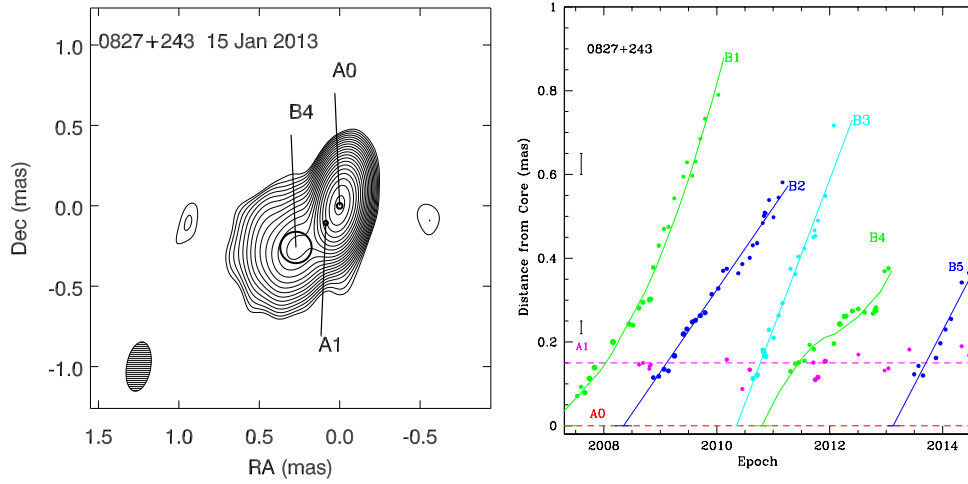 0827+243 15 Jan 2013
A0
B4
A1
Dec (mas)
1.0
0.5
0.0
-0.5
-1.0
1.5 1.0 0.5 0.0 -0.5
RA (mas)
0827+243
B1
B2
B3
B4
B5
A1
A0
Distance from Core (mas)
1
0.8
0.6
0.4
0.2
0
2008 2010 2012 2014
Epoch